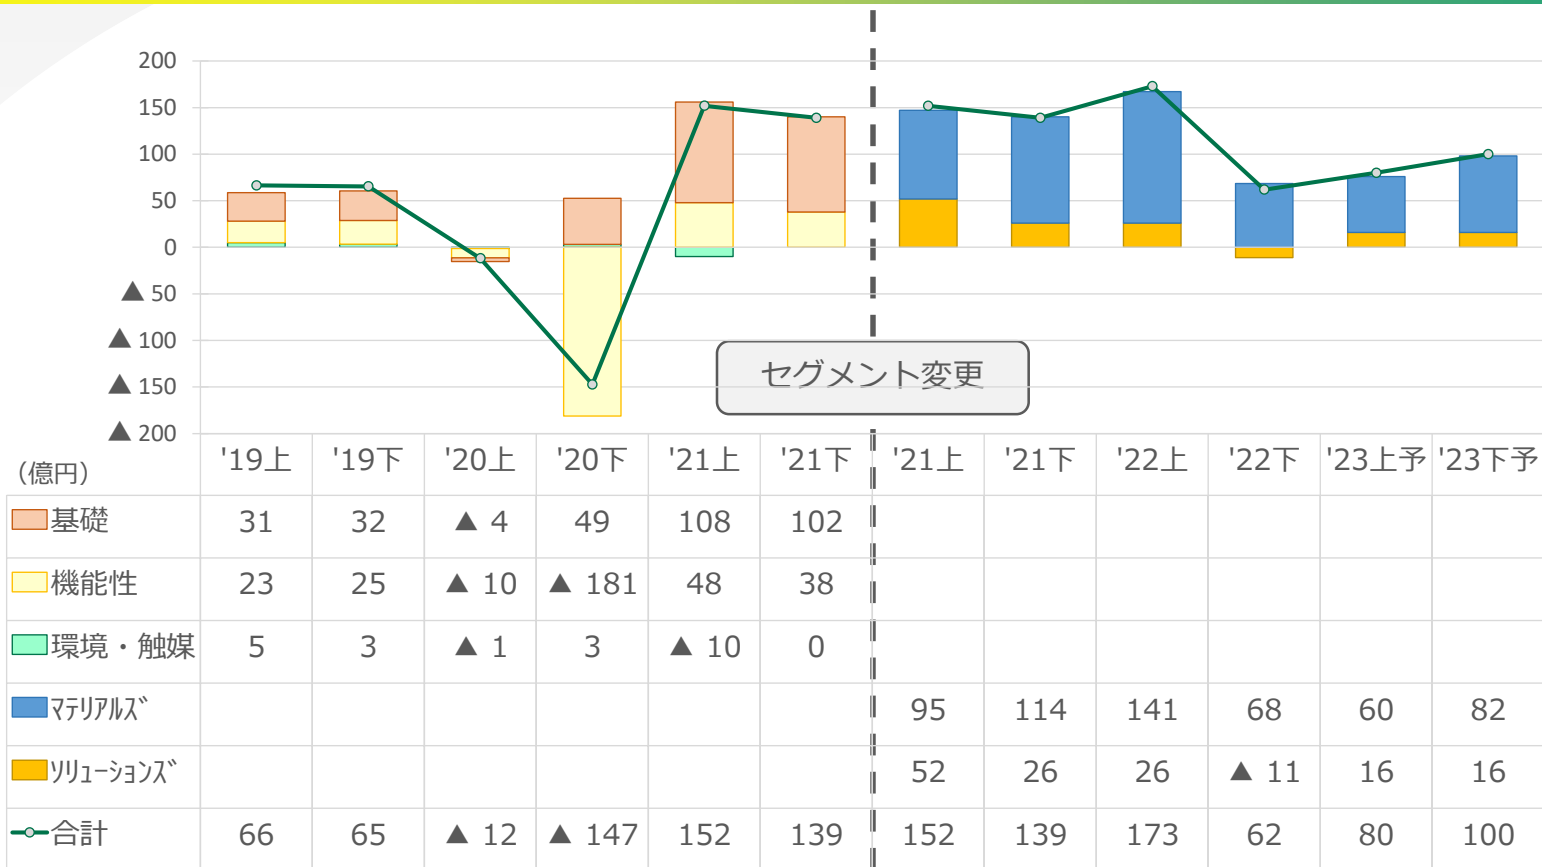 200
150
100
50
0
▲ 50
▲ 100
▲ 150
▲ 200
セグメント変更
（億円） '19上 '19下 '20上 '20下 '21上 '21下 '21上 '21下 '22上 '22下 '23上予 '23下予
基礎 31 32 ▲ 4 49 108 102
機能性 23 25 ▲ 10 ▲ 181 48 38
環境・触媒 5 3 ▲ 1 3 ▲ 10 0
ﾏﾃﾘｱﾙｽﾞ 95 114 141 68 60 82
ｿﾘｭｰｼｮﾝｽﾞ 52 26 26 ▲ 11 16 16
合計 66 65 ▲ 12 ▲ 147 152 139 152 139 173 62 80 100